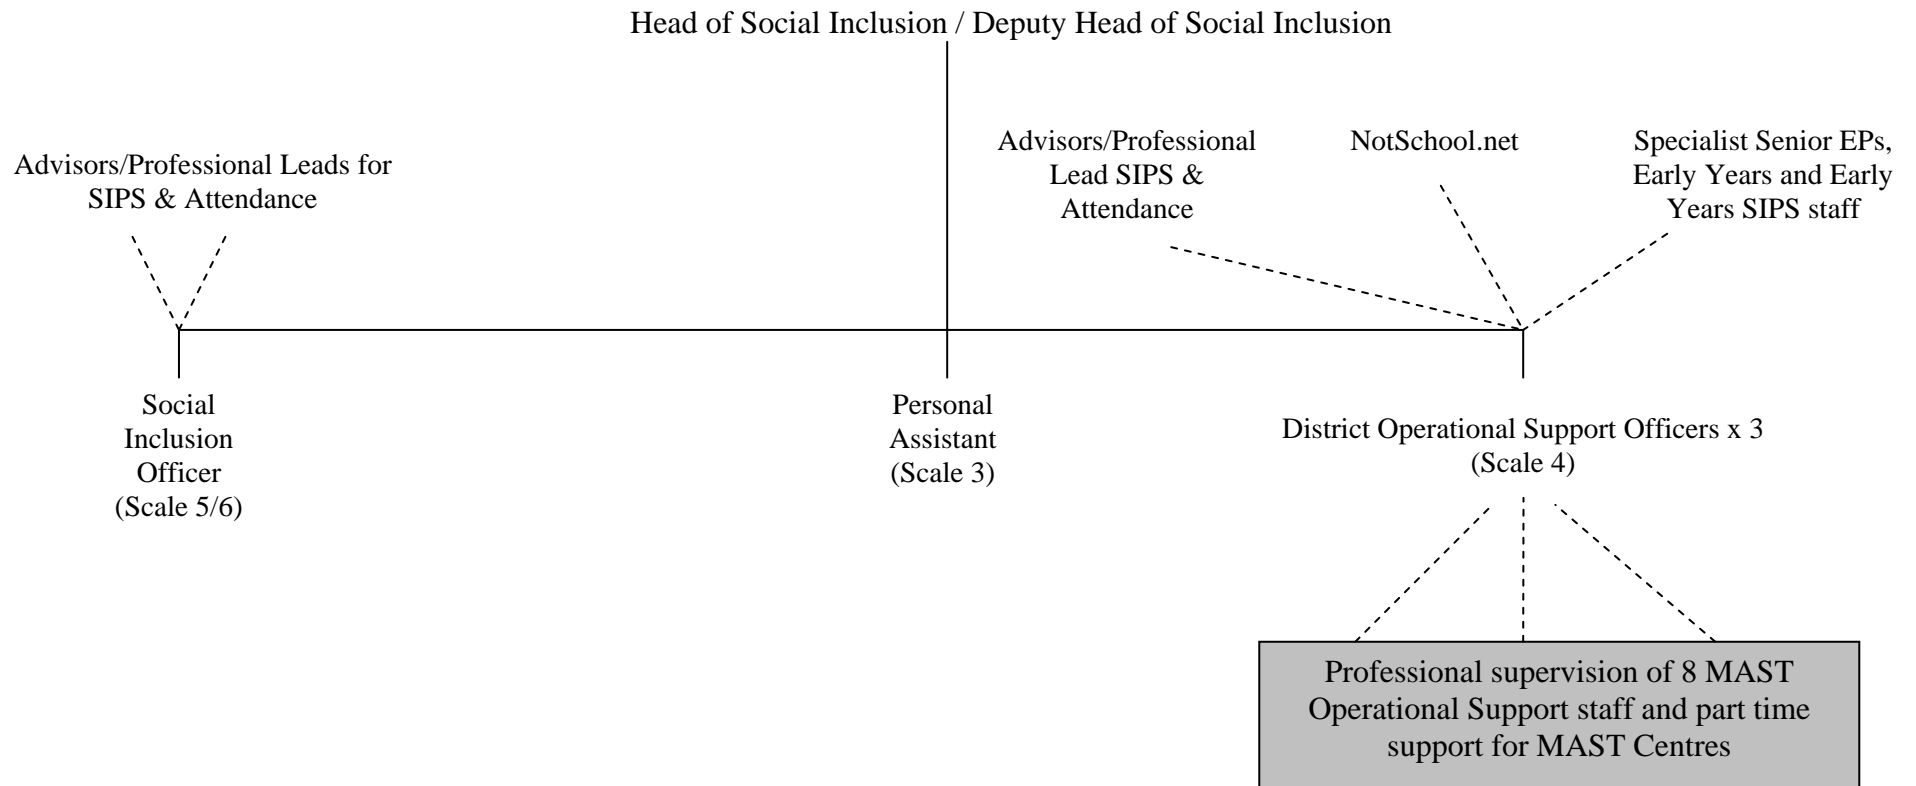 Head of Social Inclusion / Deputy Head of Social Inclusion
Advisors/Professional Leads for
SIPS & Attendance
Advisors/Professional
Lead SIPS &
Attendance
NotSchool.net
Specialist Senior EPs,
Early Years and Early
Years SIPS staff
Social
Inclusion
Officer
(Scale 5/6)
Personal
Assistant
(Scale 3)
District Operational Support Officers x 3
(Scale 4)
Professional supervision of 8 MAST
Operational Support staff and part time
support for MAST Centres